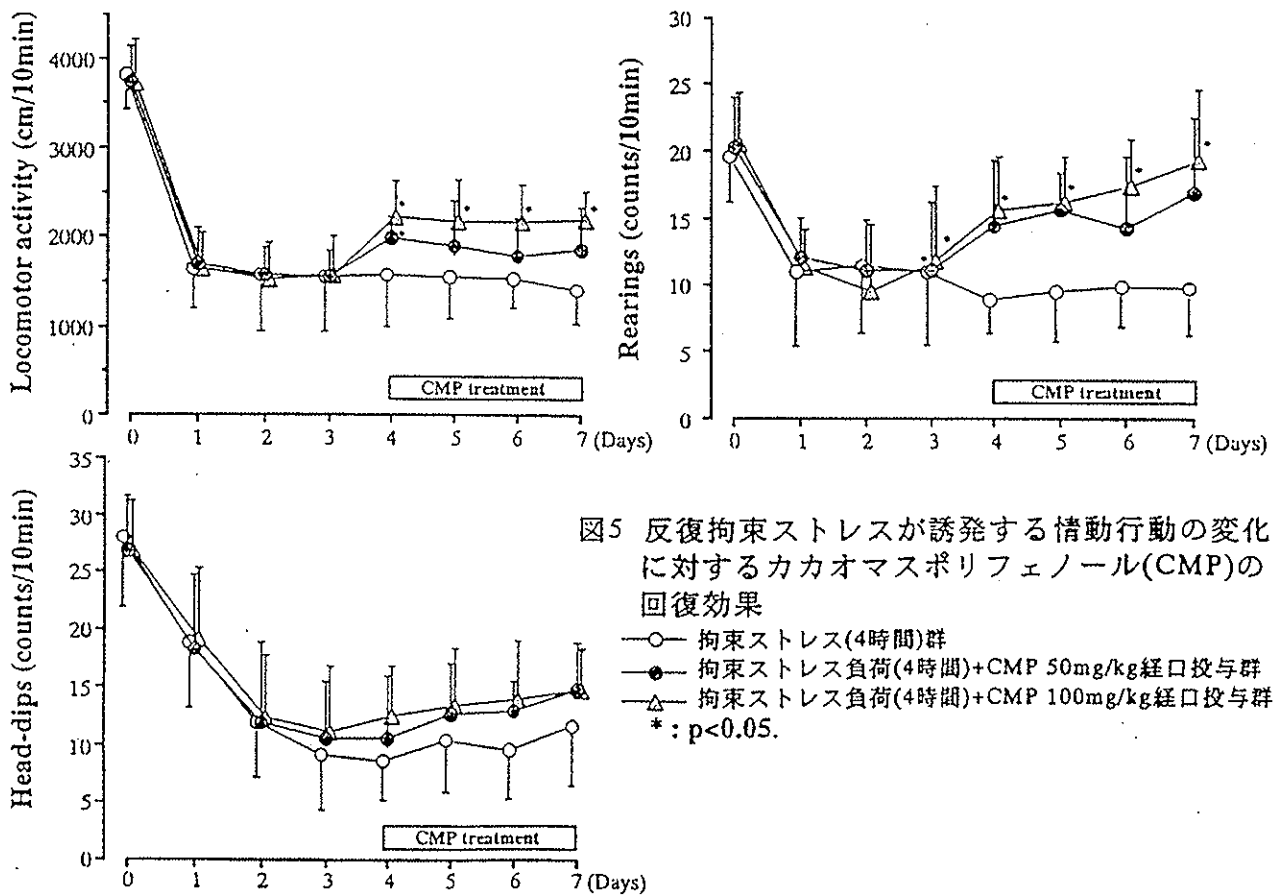 Locomotor activity (cm/10min)
4000
3000
2000
1000
0
CMP treatment
0 1 2 3 4 5 6 7 (Days)
Rearings (counts/10min)
30
25
20
15
10
5
0
CMP treatment
0 1 2 3 4 5 6 7 (Days)
Head-dips (counts/10min)
35
30
25
20
15
10
5
0
CMP treatment
0 1 2 3 4 5 6 7 (Days)
図5 反復拘束ストレスが誘発する情動行動の変化
に対するカカオマスポリフェノール(CMP)の
回復効果
拘束ストレス(4時間)群
拘束ストレス負荷(4時間)+CMP 50mg/kg経口投与群
拘束ストレス負荷(4時間)+CMP 100mg/kg経口投与群
* : p<0.05.